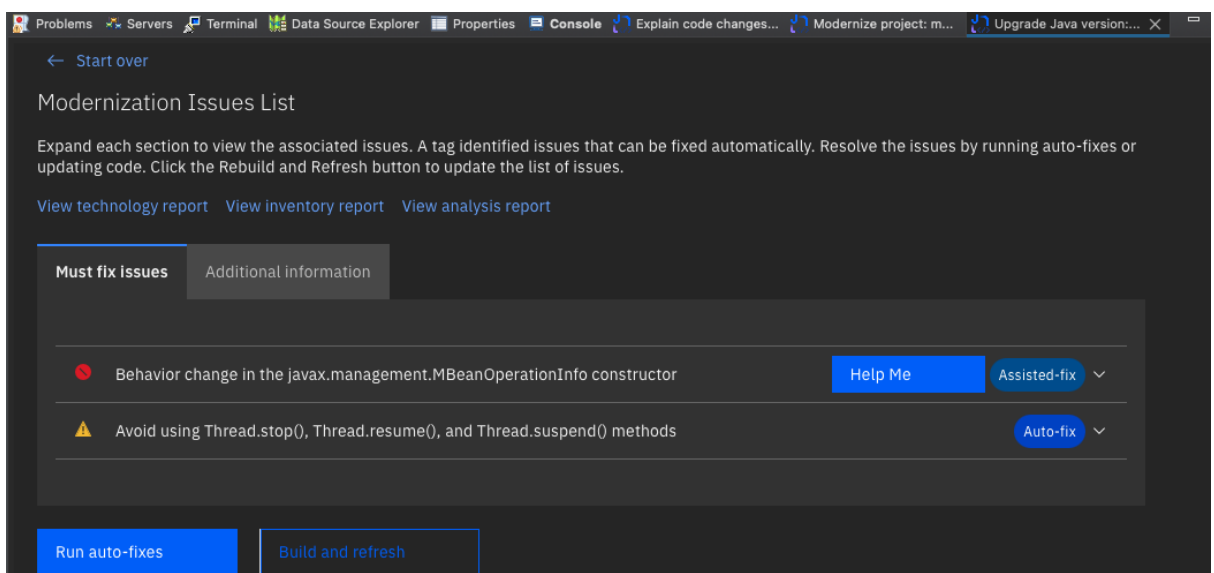 Problems Servers Terminal Data Source Explorer Properties Console Explain code changes... Modernize project: m... Upgrade Java version:...
← Start over
Modernization Issues List
Expand each section to view the associated issues. A tag identified issues that can be fixed automatically. Resolve the issues by running auto-fixes or
updating code. Click the Rebuild and Refresh button to update the list of issues.
View technology report View inventory report View analysis report
Must fix issues Additional information
Behavior change in the javax.management.MBeanOperationInfo constructor Help Me Assisted-fix
Avoid using Thread.stop(), Thread.resume(), and Thread.suspend() methods Auto-fix
Run auto-fixes Build and refresh